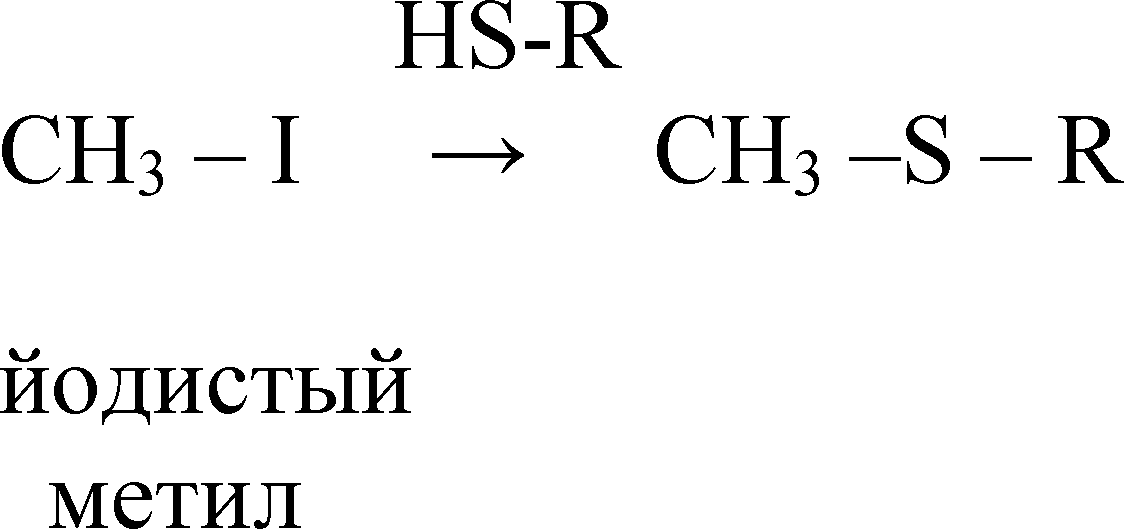 HS-R
CH₃ – I → CH₃ –S – R
йодистый
метил